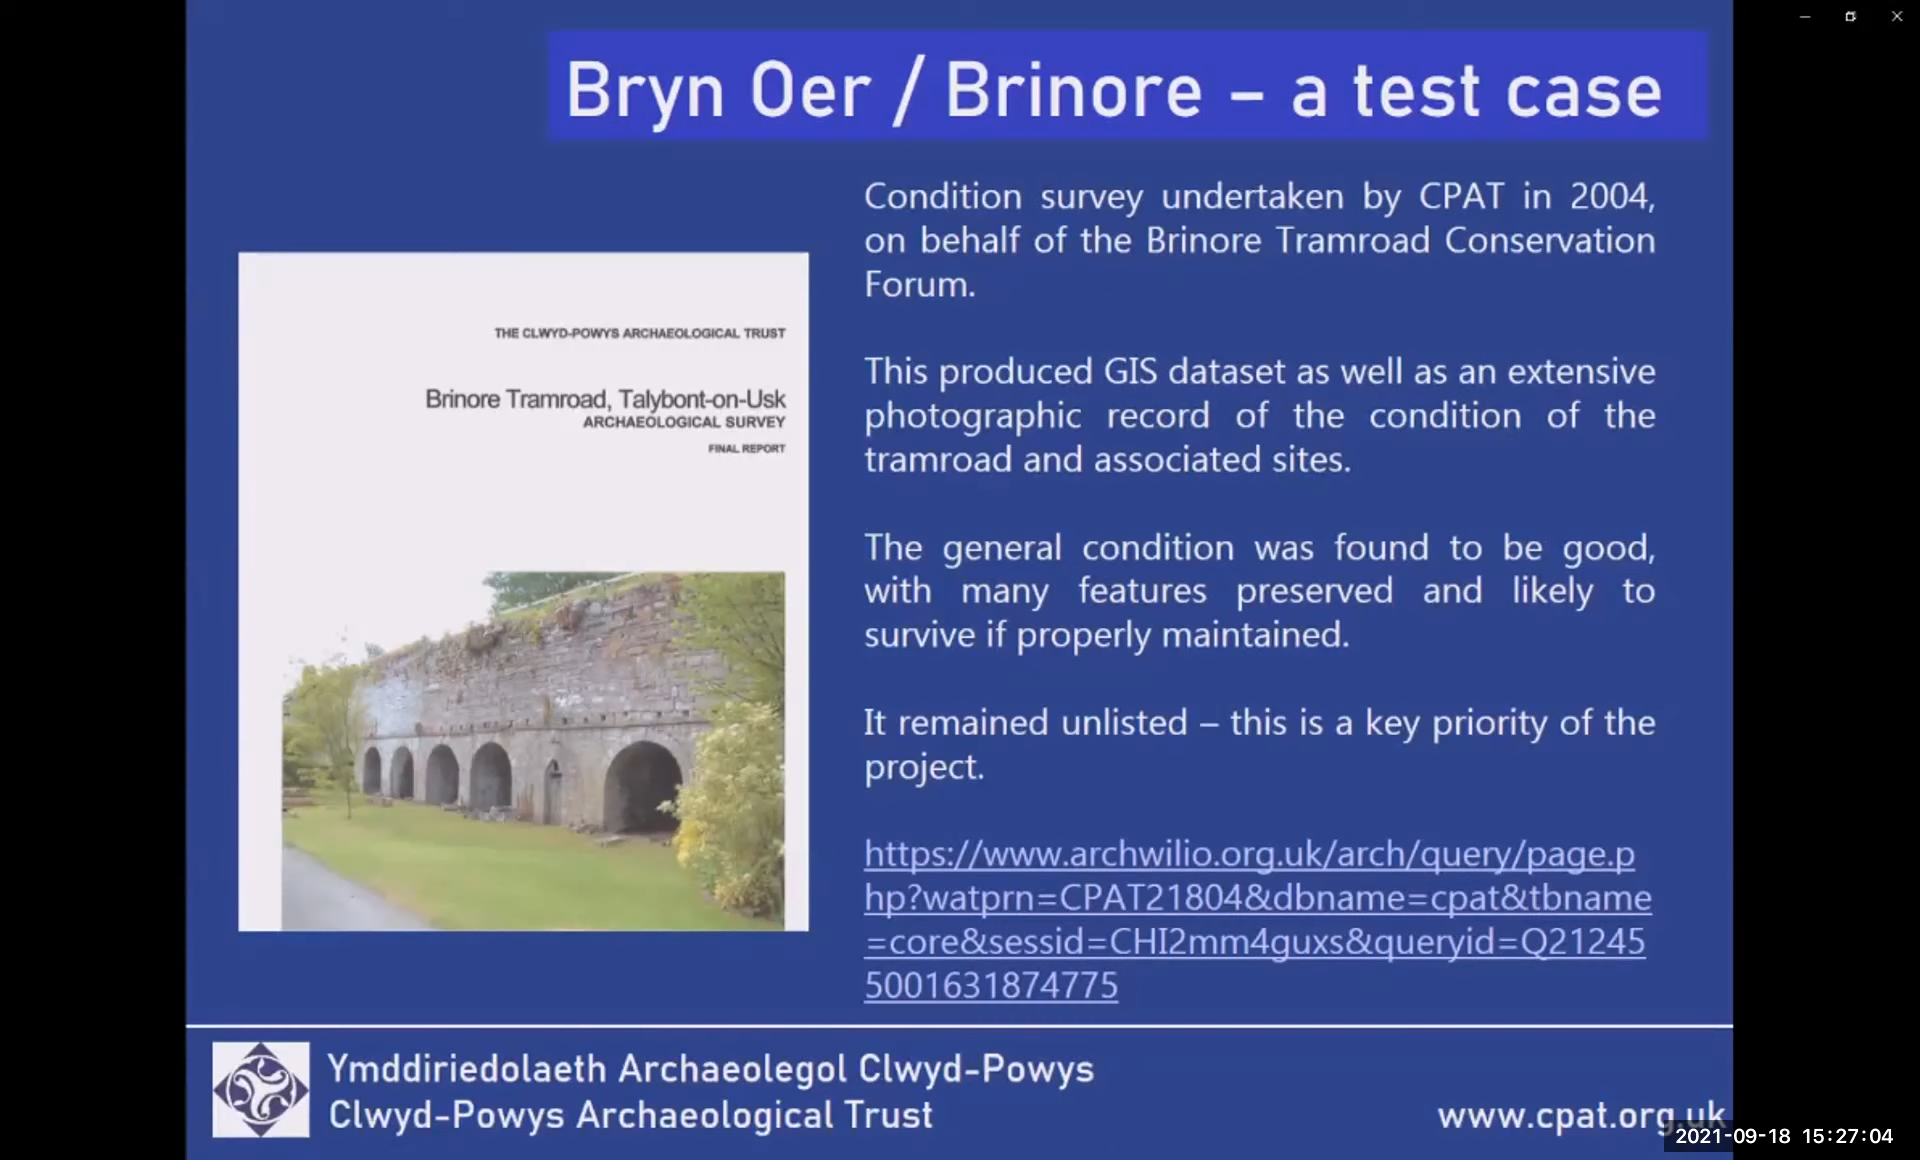 Bryn Oer / Brinore – a test case
Condition survey undertaken by CPAT in 2004,
on behalf of the Brinore Tramroad Conservation
Forum.
This produced GIS dataset as well as an extensive
photographic record of the condition of the
tramroad and associated sites.
The general condition was found to be good,
with many features preserved and likely to
survive if properly maintained.
It remained unlisted – this is a key priority of the
project.
https://www.archwilio.org.uk/arch/query/page.p
hp?watprn=CPAT21804&dbname=cpat&tbname
=core&sessid=CHI2mm4guxs&queryid=Q21245
5001631874775
THE CLWYD-POWYS ARCHAEOLOGICAL TRUST
Brinore Tramroad, Talybont-on-Usk
ARCHAEOLOGICAL SURVEY
FINAL REPORT
Ymddiriedolaeth Archaeolegol Clwyd-Powys
Clwyd-Powys Archaeological Trust
www.cpat.org.uk
2021-09-18 15:27:04